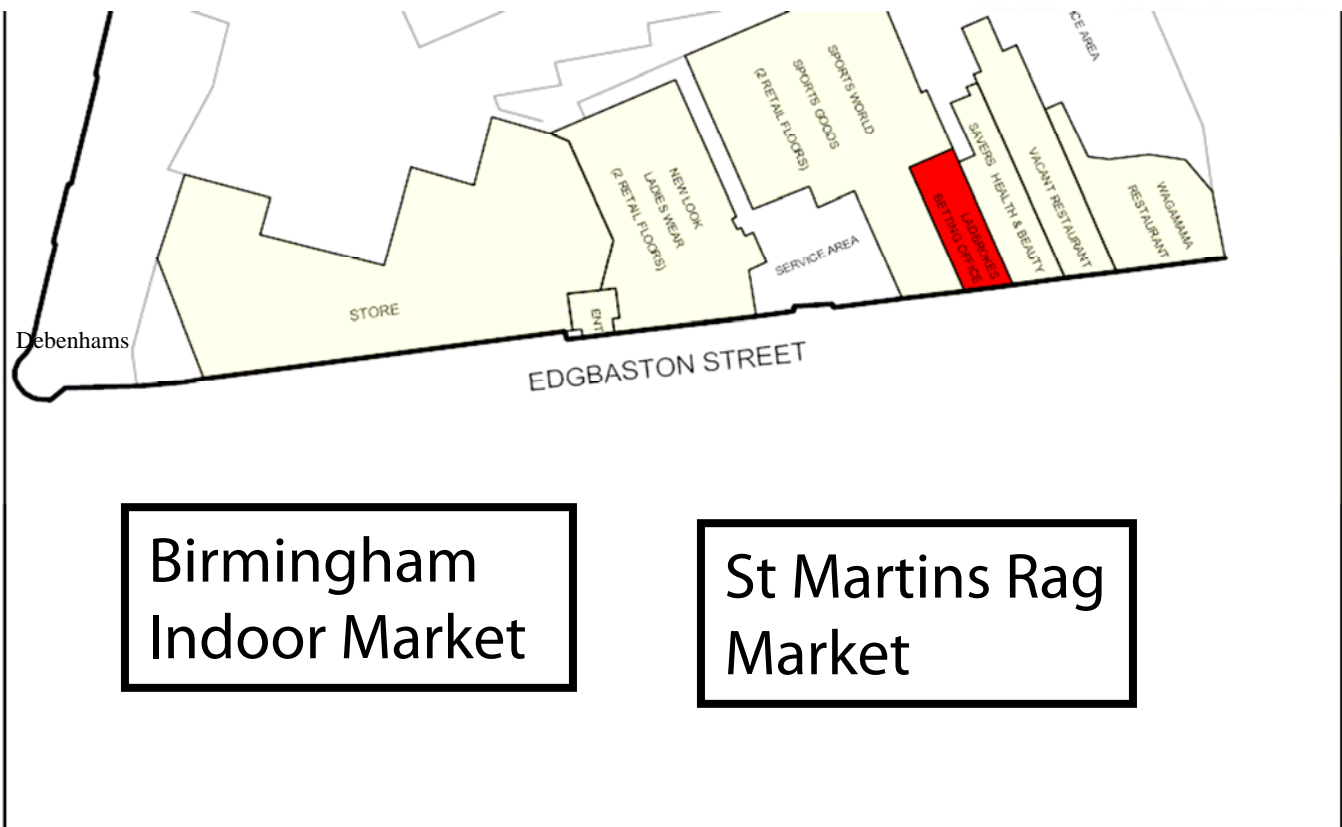 CE AREA
SPORTS WORLD
SPORTS GOODS
(2 RETAIL FLOORS)
SAVERS HEALTH & BEAUTY
VACANT RESTAURANT
WAGAMAMA
RESTAURANT
NEW LOOK
LADIES WEAR
(2 RETAIL FLOORS)
LADBROKES
BETTING OFFICE
SERVICE AREA
STORE
ENT
Debenhams
EDGBASTON STREET
Birmingham
Indoor Market
St Martins Rag
Market